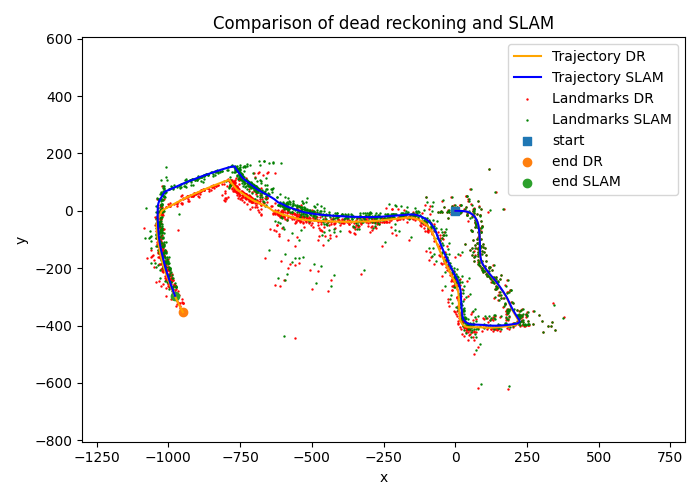 Comparison of dead reckoning and SLAM
600
400
200
0
−200
−400
−600
−800
y
Trajectory DR
Trajectory SLAM
Landmarks DR
Landmarks SLAM
start
end DR
end SLAM
−1250 −1000 −750 −500 −250 0 250 500 750
x